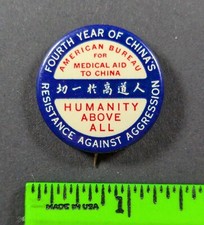 FOURTH YEAR OF CHINA'S
AMERICAN BUREAU
FOR
MEDICAL AID
TO CHINA
切一於高道人
HUMANITY
ABOVE
ALL
RESISTANCE AGAINST AGGRESSION
MADE IN USA
1